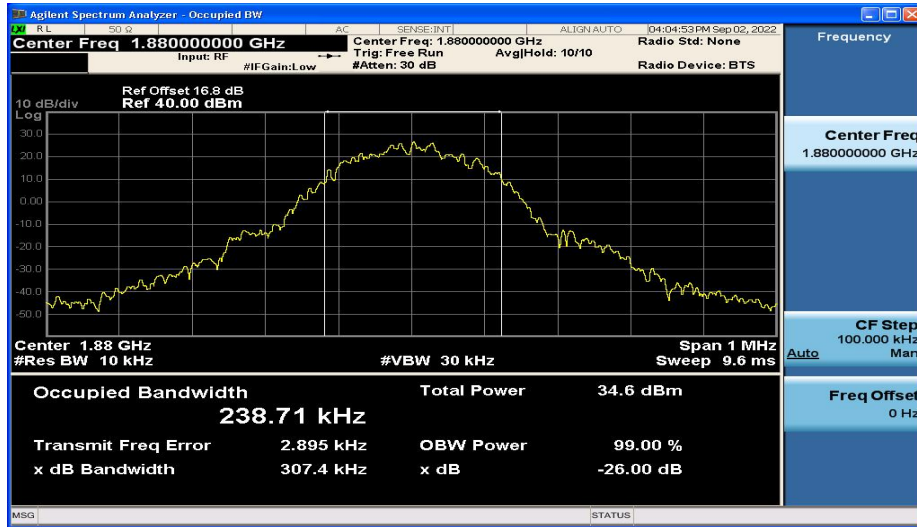 Agilent Spectrum Analyzer - Occupied BW
LXI RL 50 Ω AC SENSE:INT ALIGN AUTO 04:04:53 PM Sep 02, 2022
Center Freq 1.880000000 GHz
Input: RF
#IFGain:Low
Center Freq: 1.880000000 GHz
Trig: Free Run Avg|Hold: 10/10
#Atten: 30 dB
Radio Std: None
Radio Device: BTS
Frequency
Ref Offset 16.8 dB
10 dB/div Ref 40.00 dBm
Log
30.0
20.0
10.0
0.00
-10.0
-20.0
-30.0
-40.0
-50.0
Center Freq
1.880000000 GHz
Center 1.88 GHz Span 1 MHz
#Res BW 10 kHz #VBW 30 kHz Sweep 9.6 ms
CF Step
100.000 kHz
Auto Man
Occupied Bandwidth Total Power 34.6 dBm
238.71 kHz
Transmit Freq Error 2.895 kHz OBW Power 99.00 %
x dB Bandwidth 307.4 kHz x dB -26.00 dB
Freq Offset
0 Hz
MSG STATUS